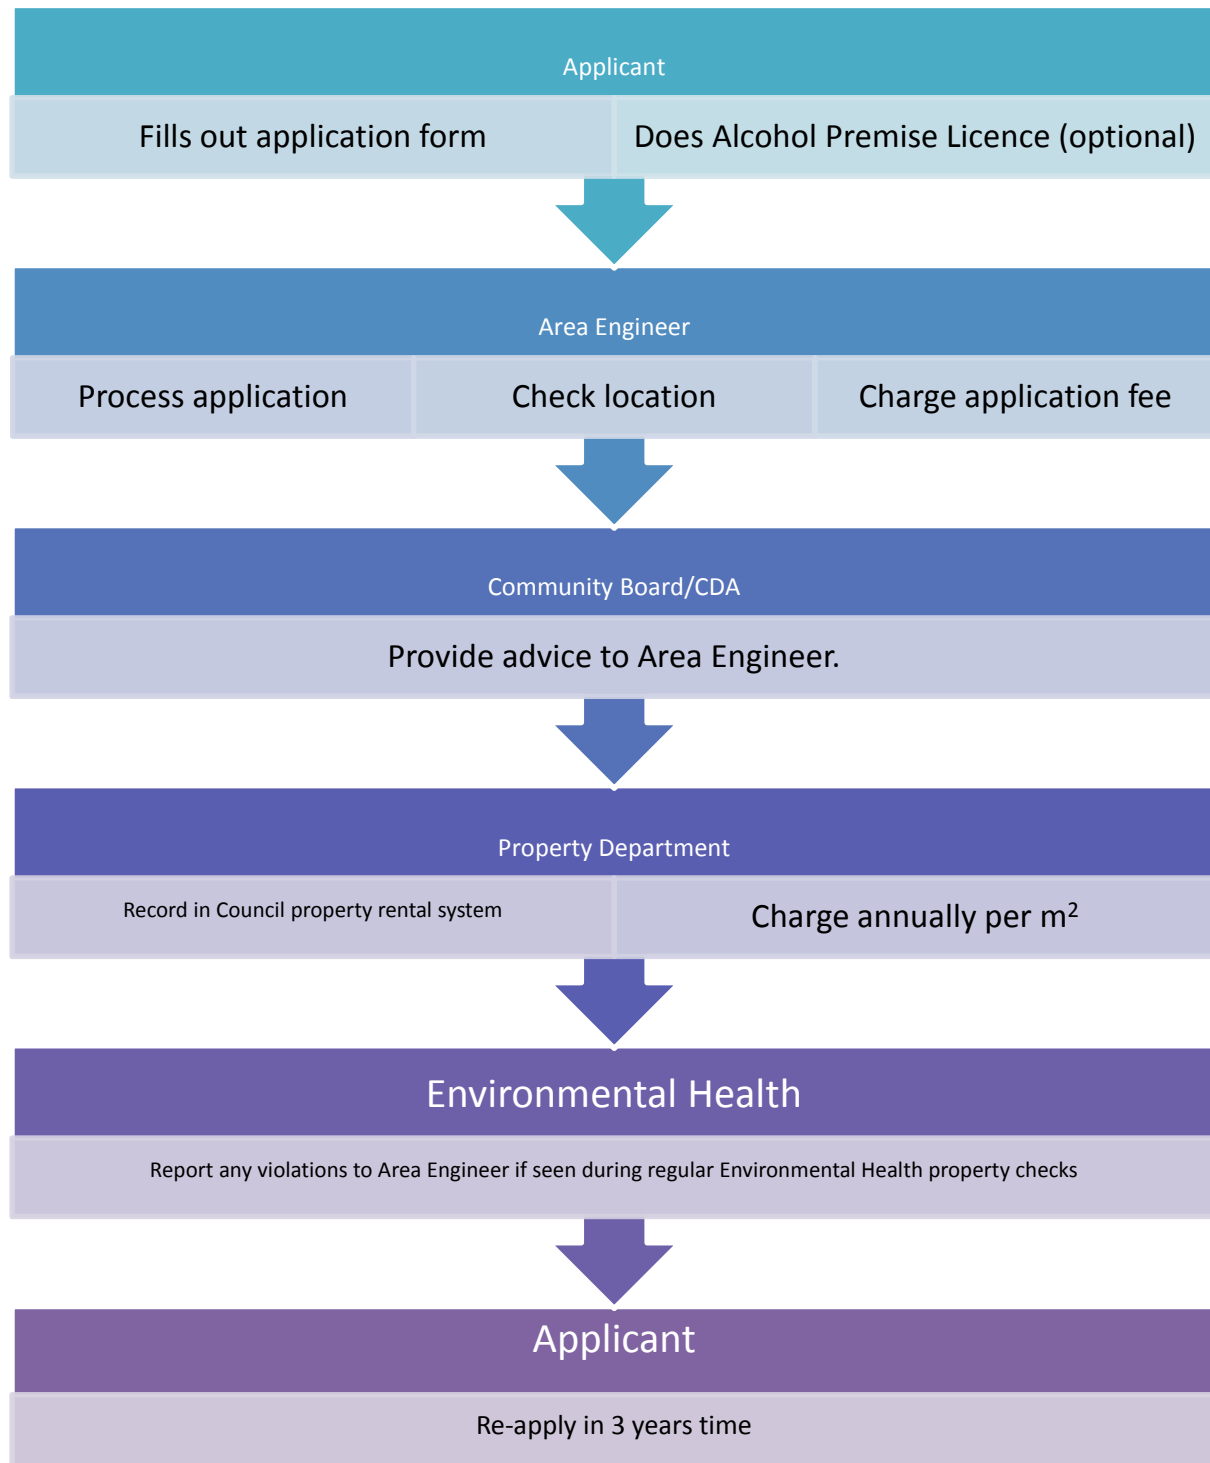 Applicant
Fills out application form
Does Alcohol Premise Licence (optional)
Area Engineer
Process application
Check location
Charge application fee
Community Board/CDA
Provide advice to Area Engineer.
Property Department
Record in Council property rental system
Charge annually per m²
Environmental Health
Report any violations to Area Engineer if seen during regular Environmental Health property checks
Applicant
Re-apply in 3 years time